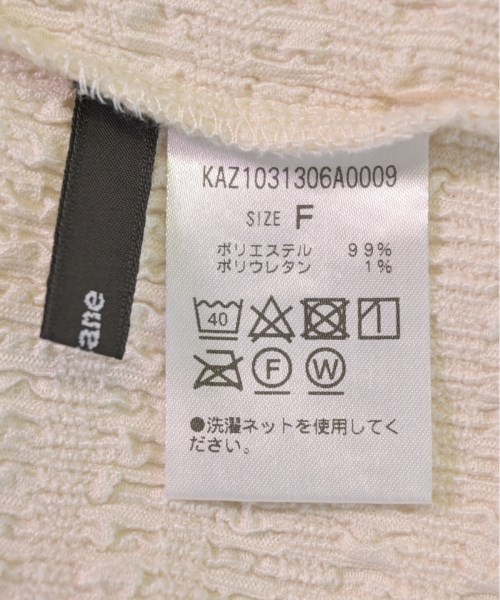 KAZ1031306A0009
SIZE F
ポリエステル 99%
ポリウレタン 1%
40
F W
●洗濯ネットを使用してく
ださい。
ane